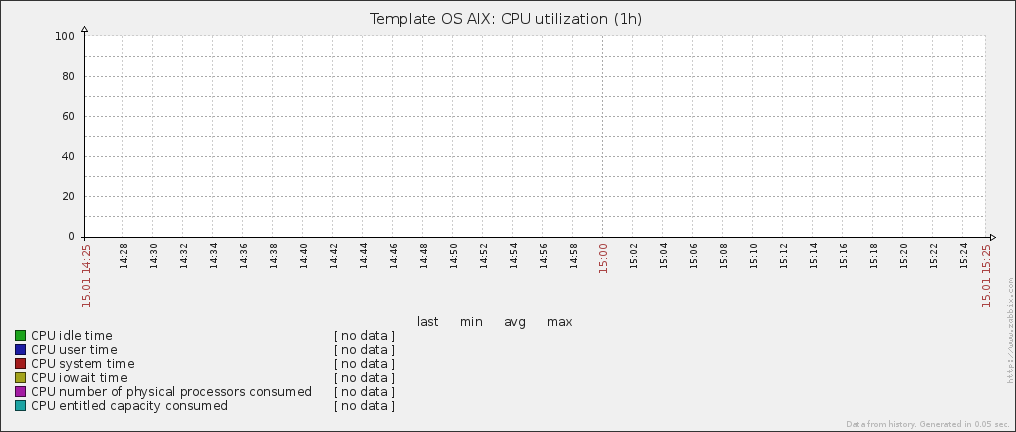 Template OS AIX: CPU utilization (1h)
100
80
60
40
20
0
15.01 14:25 14:28 14:30 14:32 14:34 14:36 14:38 14:40 14:42 14:44 14:46 14:48 14:50 14:52 14:54 14:56 14:58 15:00 15:02 15:04 15:06 15:08 15:10 15:12 15:14 15:16 15:18 15:20 15:22 15:24 15.01 15:25
last min avg max
CPU idle time [ no data ]
CPU user time [ no data ]
CPU system time [ no data ]
CPU iowait time [ no data ]
CPU number of physical processors consumed [ no data ]
CPU entitled capacity consumed [ no data ]
http://www.zabbix.com
Data from history. Generated in 0.05 sec.